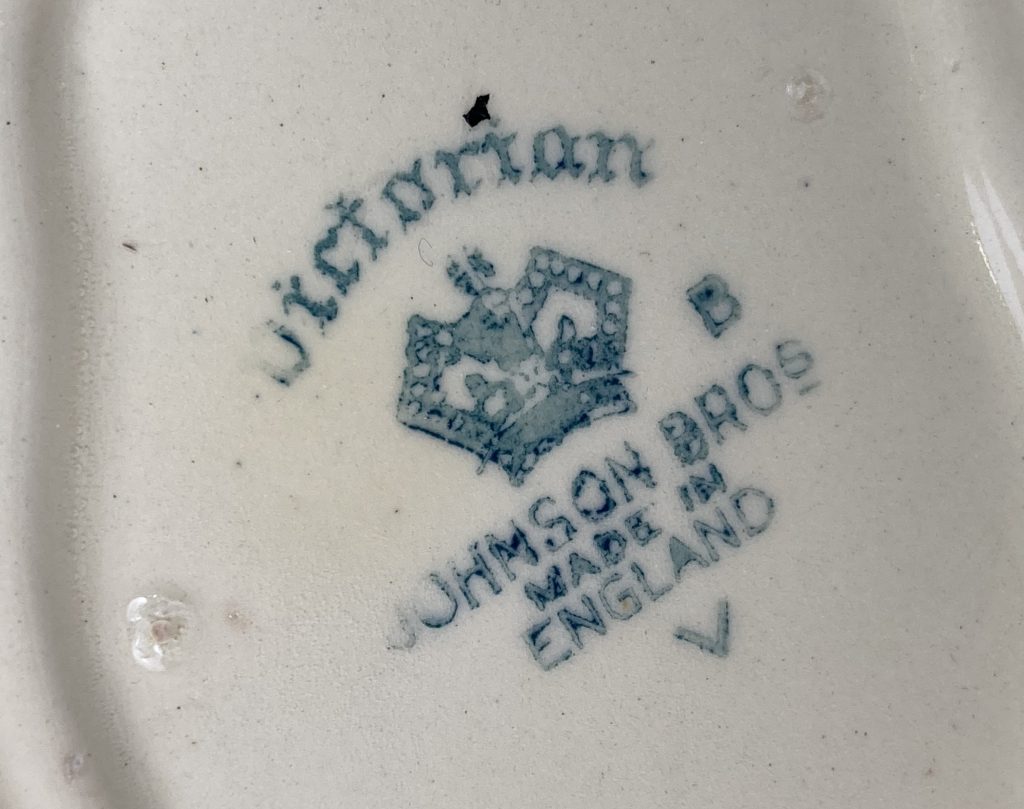 Victorian
B
JOHNSON BROS
MADE IN
ENGLAND
V